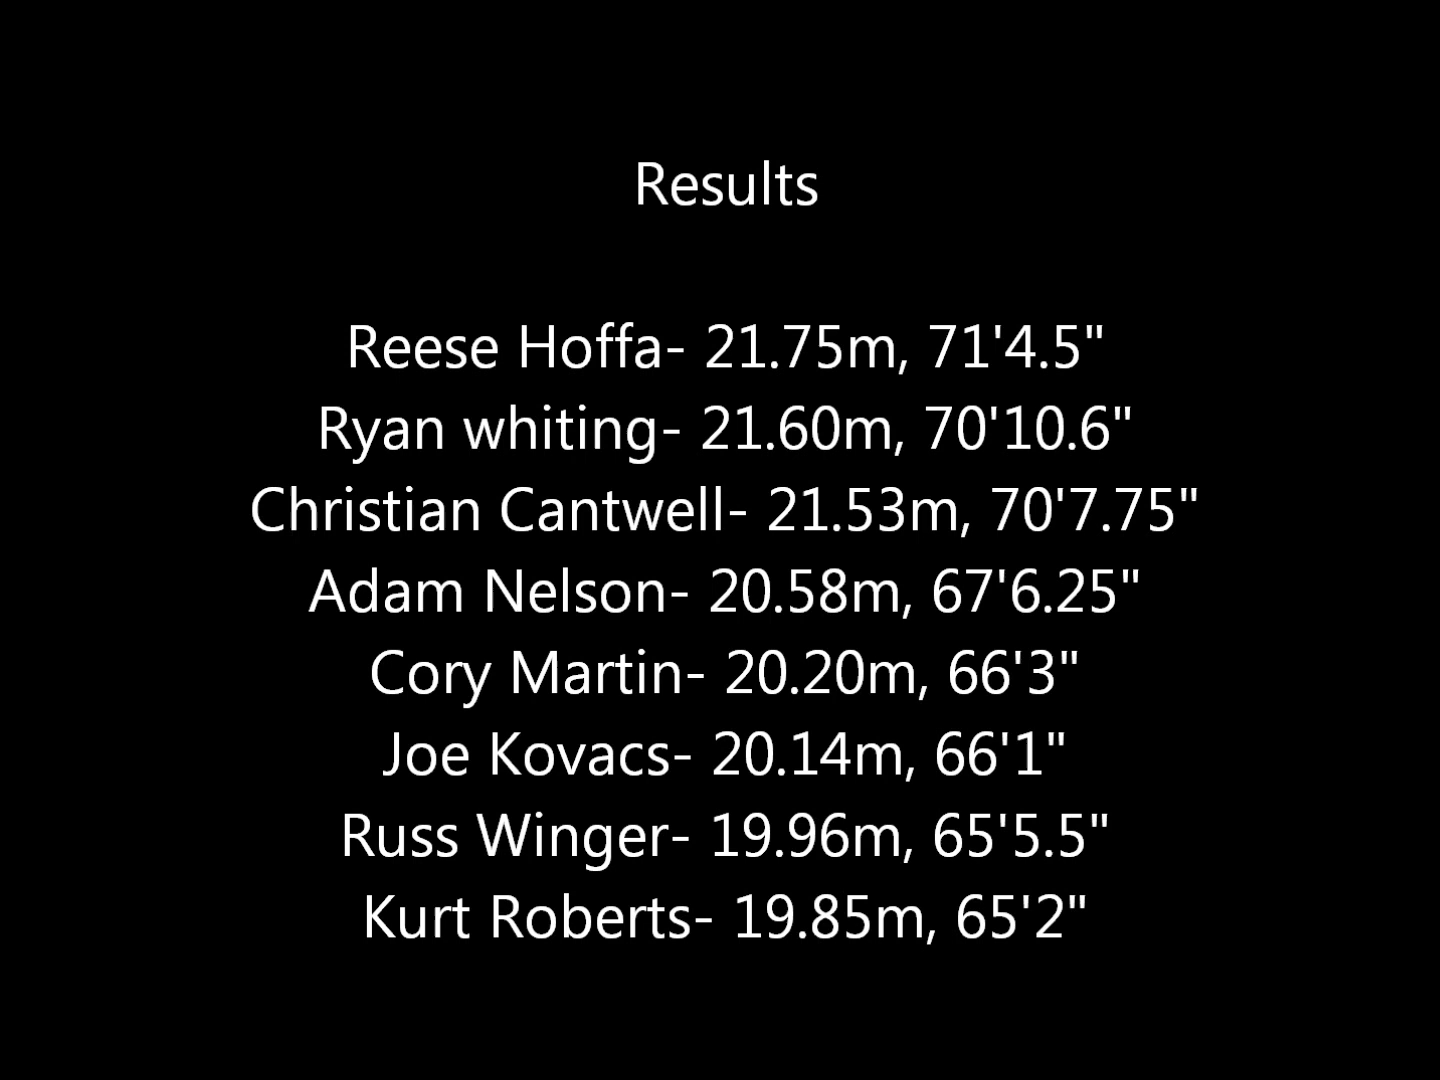 Results
Reese Hoffa- 21.75m, 71'4.5"
Ryan whiting- 21.60m, 70'10.6"
Christian Cantwell- 21.53m, 70'7.75"
Adam Nelson- 20.58m, 67'6.25"
Cory Martin- 20.20m, 66'3"
Joe Kovacs- 20.14m, 66'1"
Russ Winger- 19.96m, 65'5.5"
Kurt Roberts- 19.85m, 65'2"